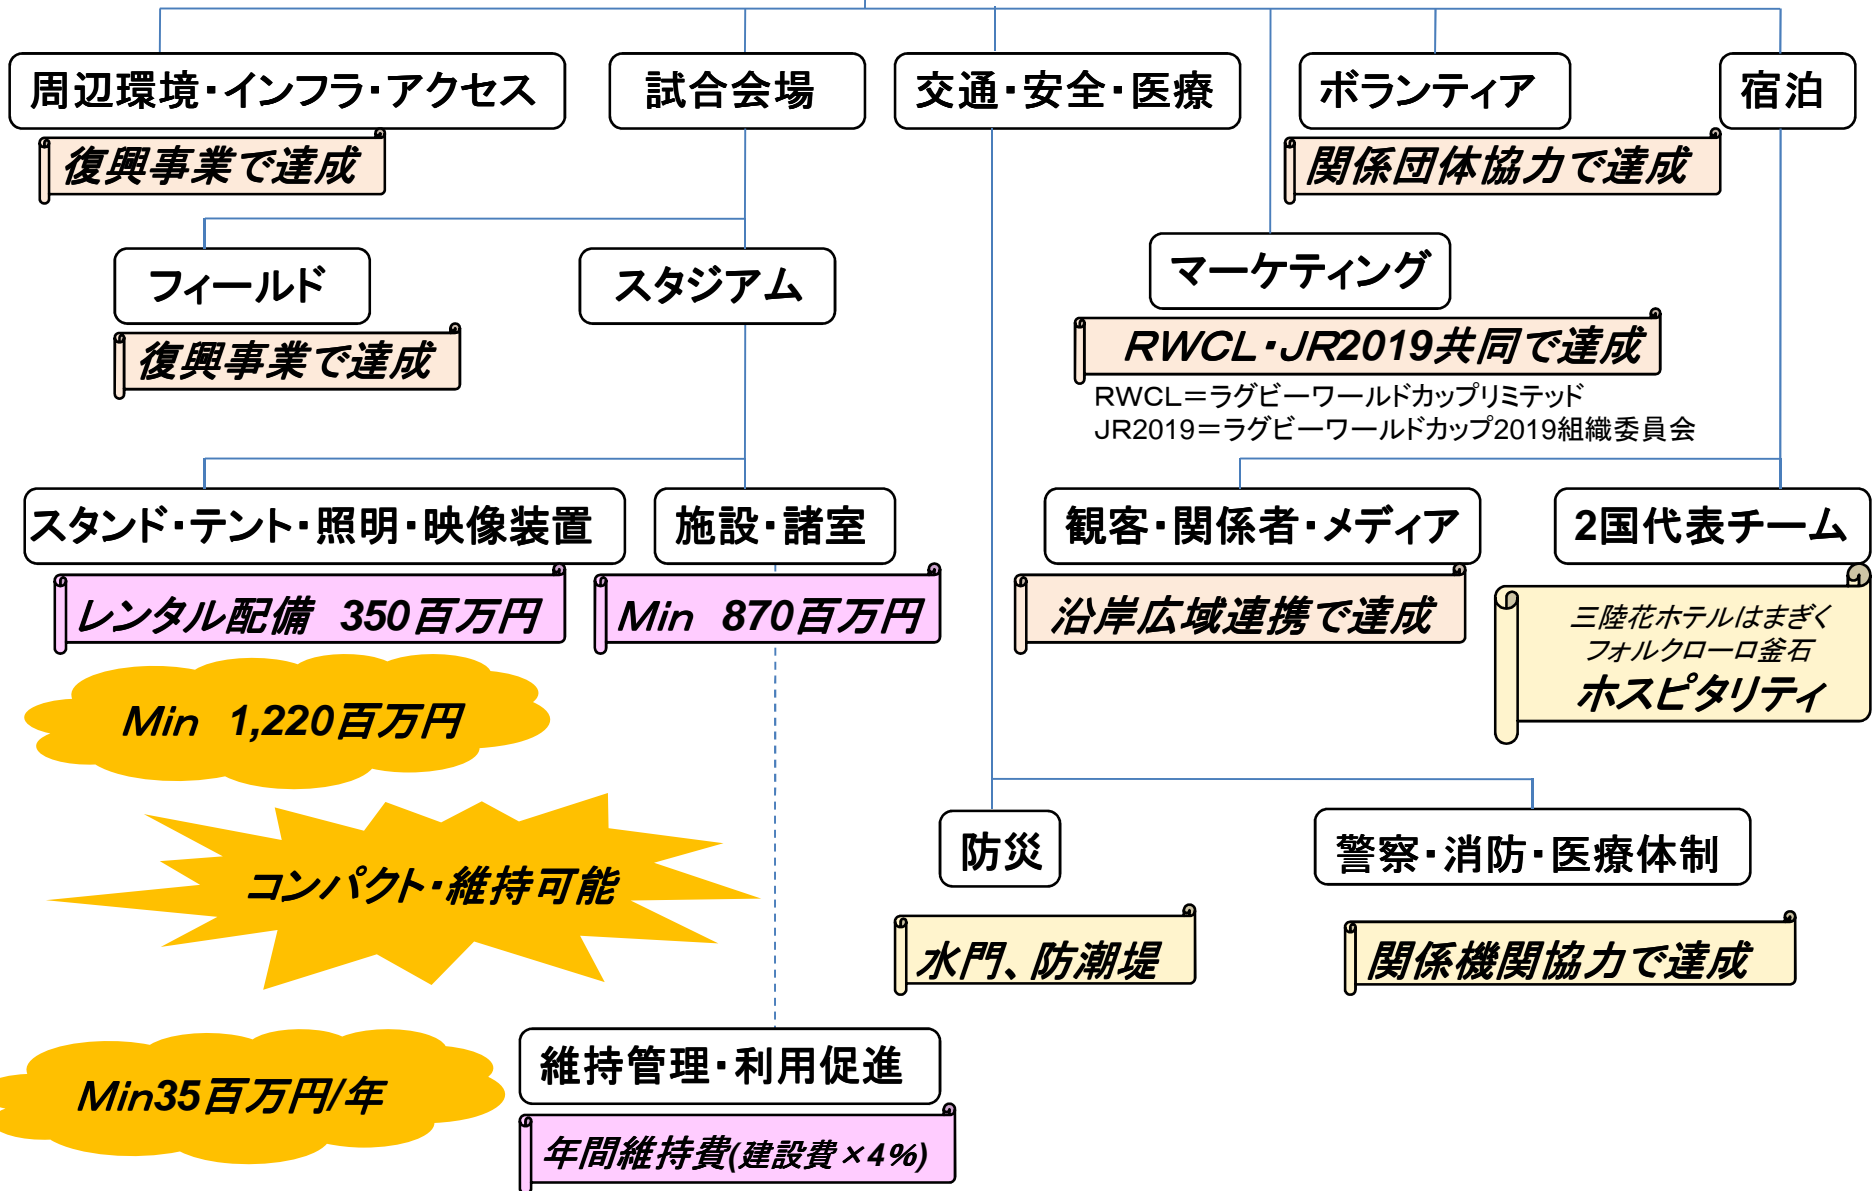 周辺環境・インフラ・アクセス
試合会場
交通・安全・医療
ボランティア
宿泊
復興事業で達成
関係団体協力で達成
フィールド
スタジアム
マーケティング
復興事業で達成
RWCL・JR2019共同で達成
RWCL＝ラグビーワールドカップリミテッド
JR2019＝ラグビーワールドカップ2019組織委員会
スタンド・テント・照明・映像装置
施設・諸室
観客・関係者・メディア
2国代表チーム
レンタル配備　350百万円
Min　870百万円
沿岸広域連携で達成
三陸花ホテルはまぎく
フォルクローロ釜石
ホスピタリティ
Min　1,220百万円
コンパクト・維持可能
防災
警察・消防・医療体制
水門、防潮堤
関係機関協力で達成
維持管理・利用促進
Min35百万円/年
年間維持費(建設費×4%)